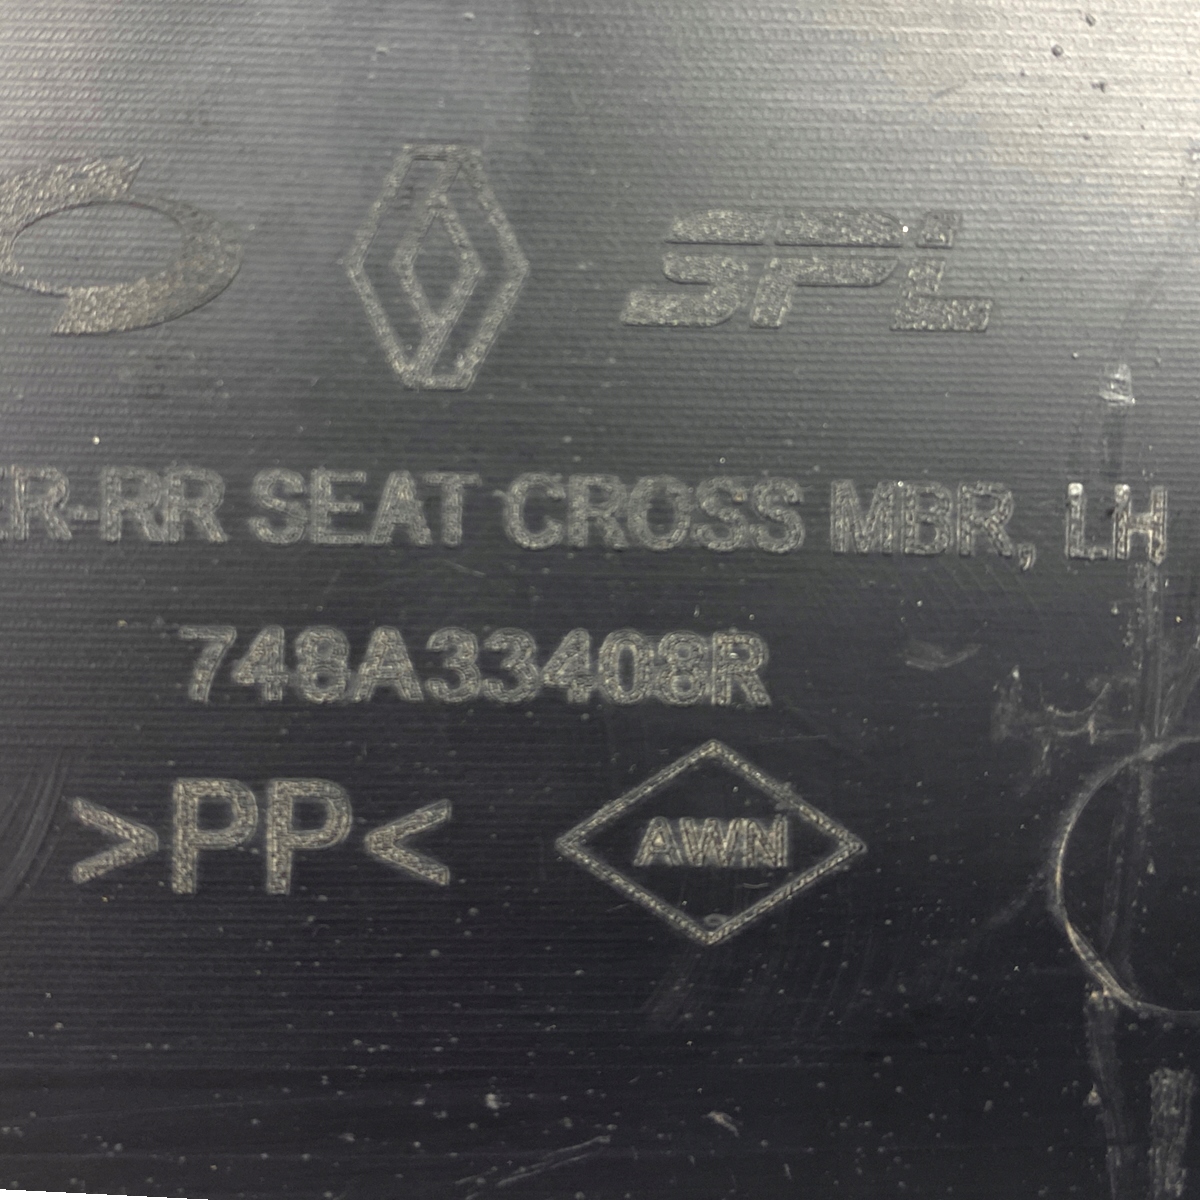 SPL
R-RR SEAT CROSS MBR, LH
748A33408R
>PP<
AWN